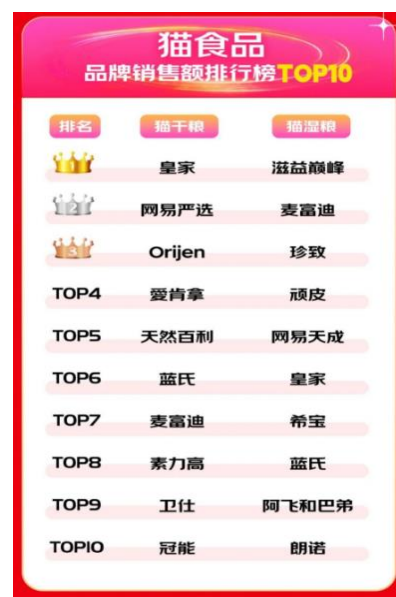 猫食品
品牌销售额排行榜TOP10
排名 猫干粮 猫湿粮
1 皇家 滋益巅峰
2 网易严选 麦富迪
3 Orijen 珍致
TOP4 爱肯拿 顽皮
TOP5 天然百利 网易天成
TOP6 蓝氏 皇家
TOP7 麦富迪 希宝
TOP8 素力高 蓝氏
TOP9 卫仕 阿飞和巴弟
TOP10 冠能 朗诺